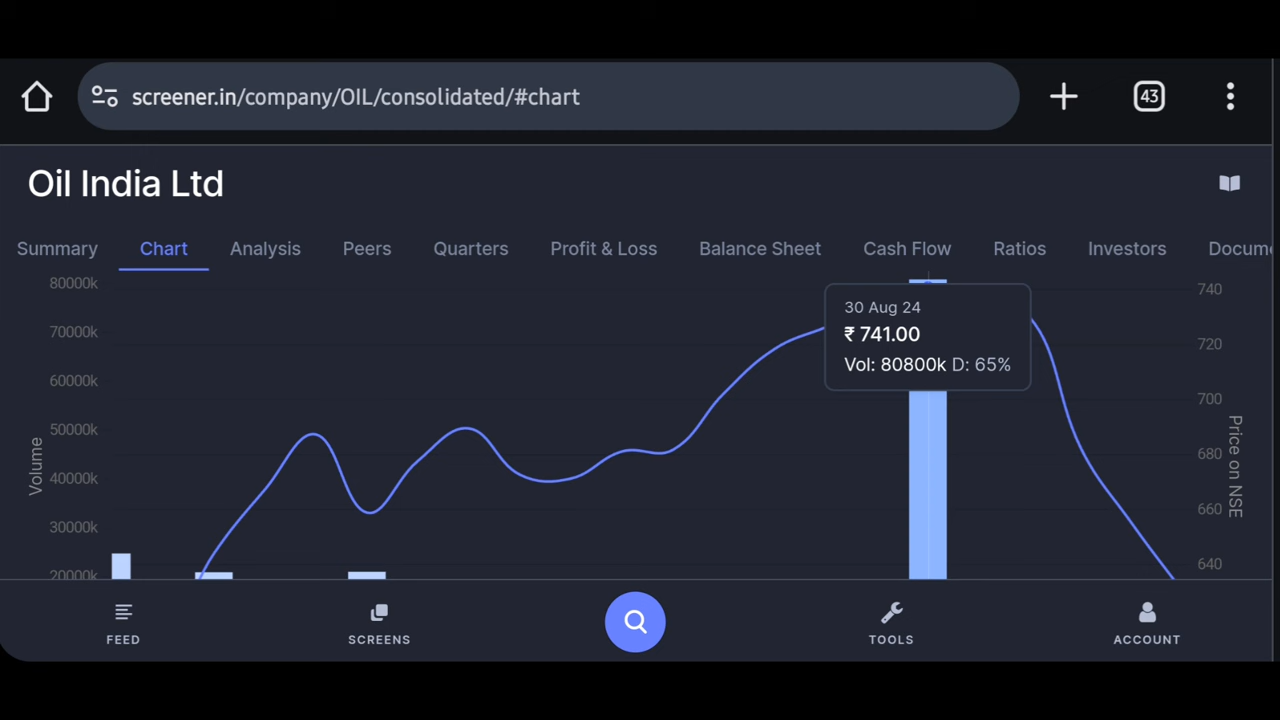 screener.in/company/OIL/consolidated/#chart
43
Oil India Ltd
Summary Chart Analysis Peers Quarters Profit & Loss Balance Sheet Cash Flow Ratios Investors Docume
80000k
70000k
60000k
50000k
40000k
30000k
20000k
Volume
30 Aug 24
₹ 741.00
Vol: 80800k D: 65%
740
720
700
680
660
640
Price on NSE
FEED SCREENS TOOLS ACCOUNT